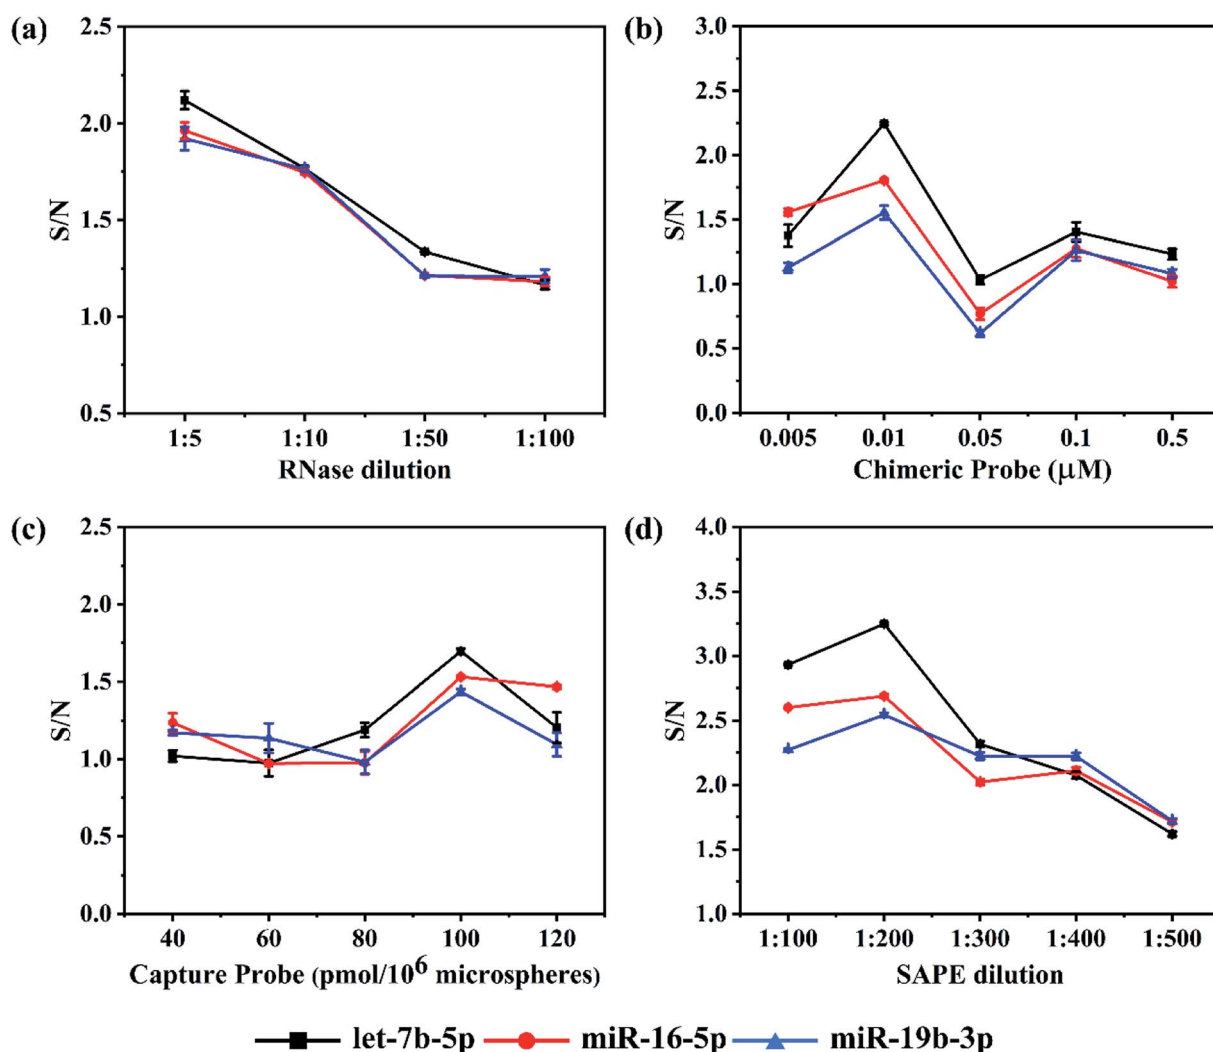 (a)
2.5
2.0
1.5
1.0
0.5
S/N
1:5 1:10 1:50 1:100
RNase dilution
(b)
3.0
2.5
2.0
1.5
1.0
0.5
0.0
S/N
0.005 0.01 0.05 0.1 0.5
Chimeric Probe (μM)
(c)
2.5
2.0
1.5
1.0
0.5
0.0
S/N
40 60 80 100 120
Capture Probe (pmol/10⁶ microspheres)
(d)
4.0
3.5
3.0
2.5
2.0
1.5
1.0
S/N
1:100 1:200 1:300 1:400 1:500
SAPE dilution
let-7b-5p miR-16-5p miR-19b-3p